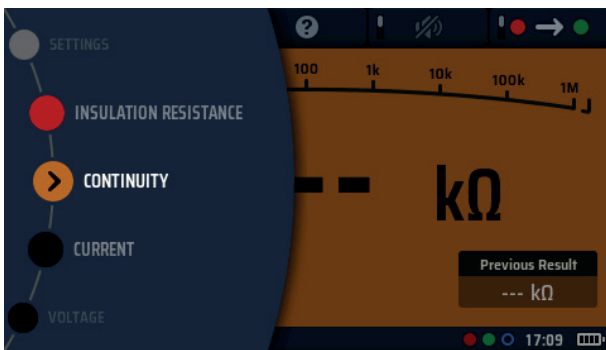 SETTINGS
INSULATION RESISTANCE
CONTINUITY
CURRENT
VOLTAGE
?
100 1k 10k 100k 1M
-- kΩ
Previous Result
--- kΩ
17:09